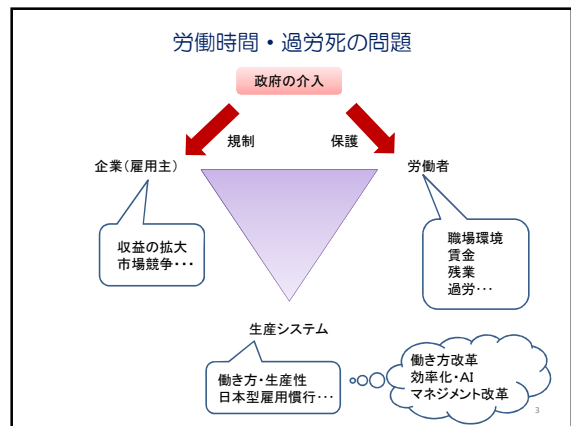 労働時間・過労死の問題
政府の介入
規制
保護
企業(雇用主)
労働者
収益の拡大
市場競争･･･
職場環境
賃金
残業
過労･･･
生産システム
働き方・生産性
日本型雇用慣行･･･
働き方改革
効率化・AI
マネジメント改革
3